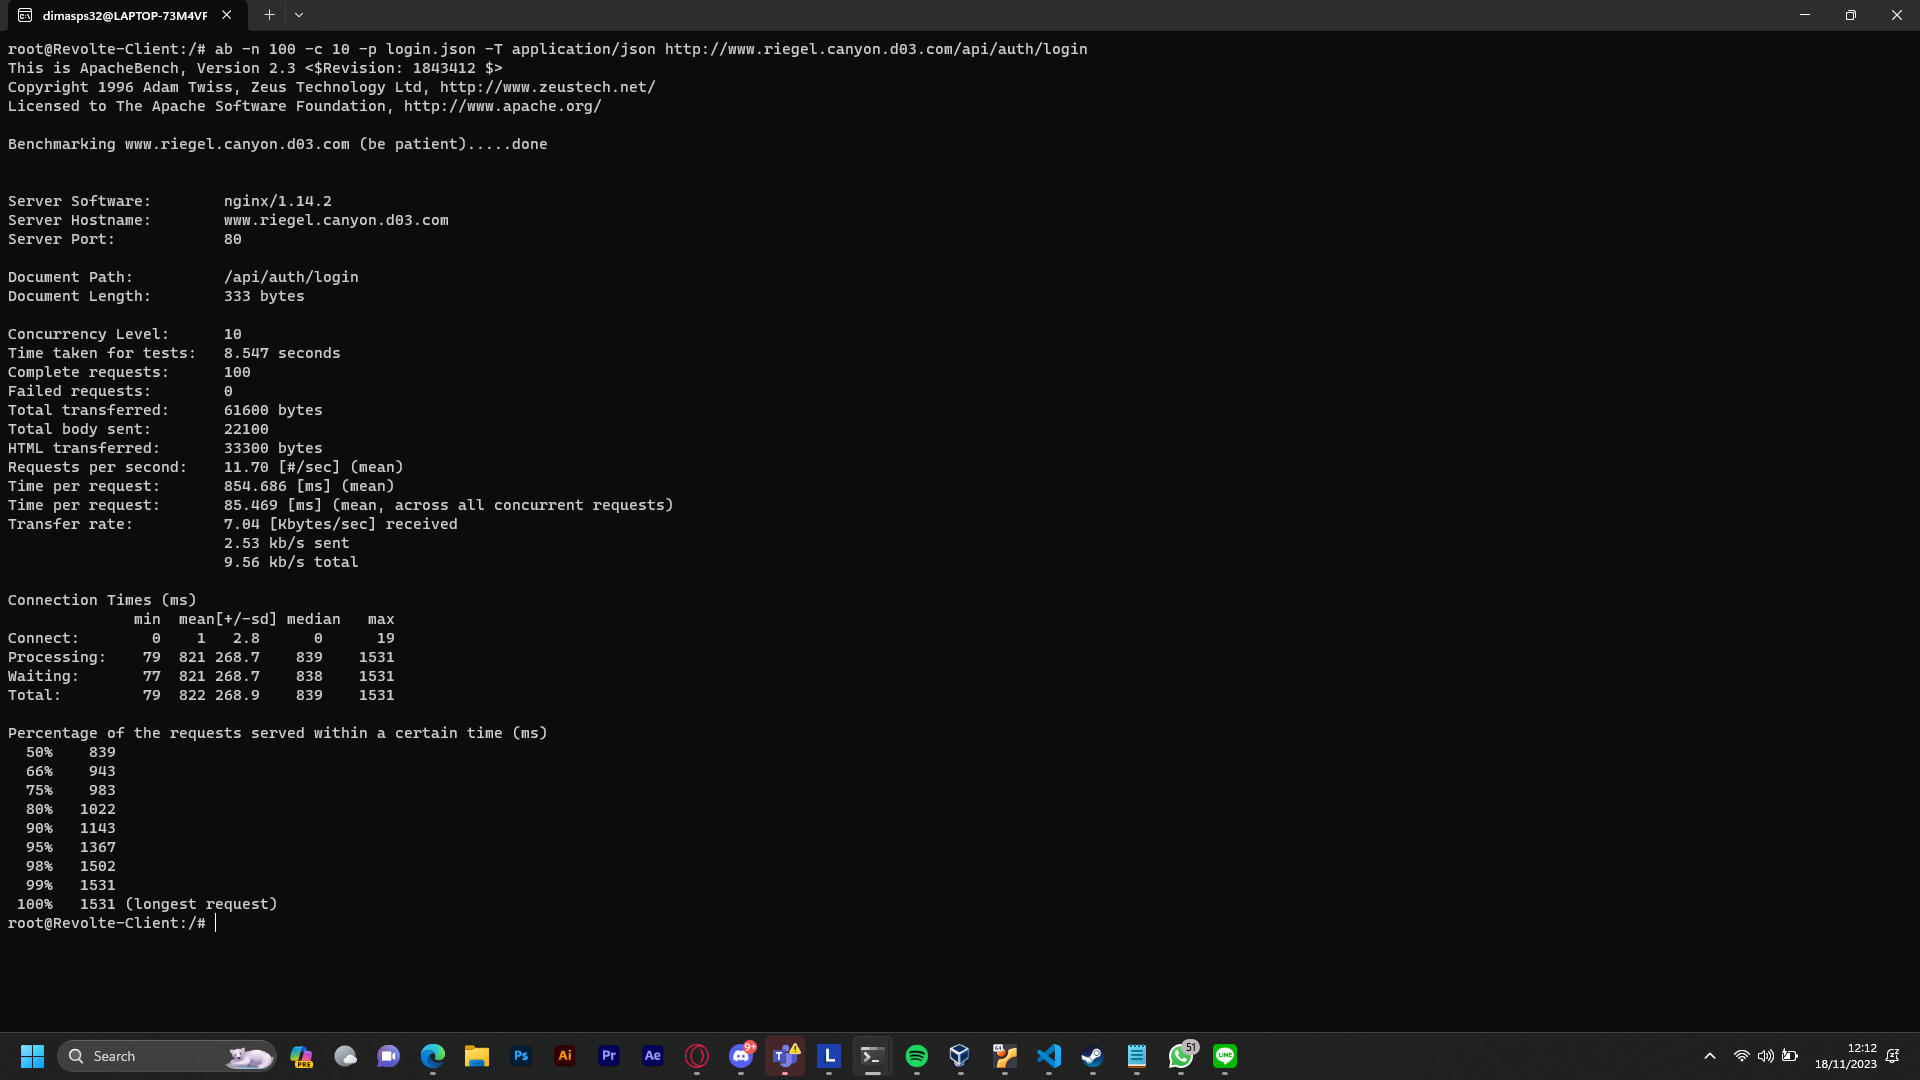 dimasps32@LAPTOP-73M4VF
root@Revolte-Client:/# ab -n 100 -c 10 -p login.json -T application/json http://www.riegel.canyon.d03.com/api/auth/login
This is ApacheBench, Version 2.3 <$Revision: 1843412 $>
Copyright 1996 Adam Twiss, Zeus Technology Ltd, http://www.zeustech.net/
Licensed to The Apache Software Foundation, http://www.apache.org/

Benchmarking www.riegel.canyon.d03.com (be patient).....done


Server Software:        nginx/1.14.2
Server Hostname:        www.riegel.canyon.d03.com
Server Port:            80

Document Path:          /api/auth/login
Document Length:        333 bytes

Concurrency Level:      10
Time taken for tests:   8.547 seconds
Complete requests:      100
Failed requests:        0
Total transferred:      61600 bytes
Total body sent:        22100
HTML transferred:       33300 bytes
Requests per second:    11.70 [#/sec] (mean)
Time per request:       854.686 [ms] (mean)
Time per request:       85.469 [ms] (mean, across all concurrent requests)
Transfer rate:          7.04 [Kbytes/sec] received
                        2.53 kb/s sent
                        9.56 kb/s total

Connection Times (ms)
              min  mean[+/-sd] median   max
Connect:        0    1   2.8      0      19
Processing:    79  821 268.7    839    1531
Waiting:       77  821 268.7    838    1531
Total:         79  822 268.9    839    1531

Percentage of the requests served within a certain time (ms)
  50%    839
  66%    943
  75%    983
  80%   1022
  90%   1143
  95%   1367
  98%   1502
  99%   1531
 100%   1531 (longest request)
root@Revolte-Client:/#
Search
PRE
Ps
Ai
Pr
Ae
9+
L
64
51
LINE
12:12
18/11/2023